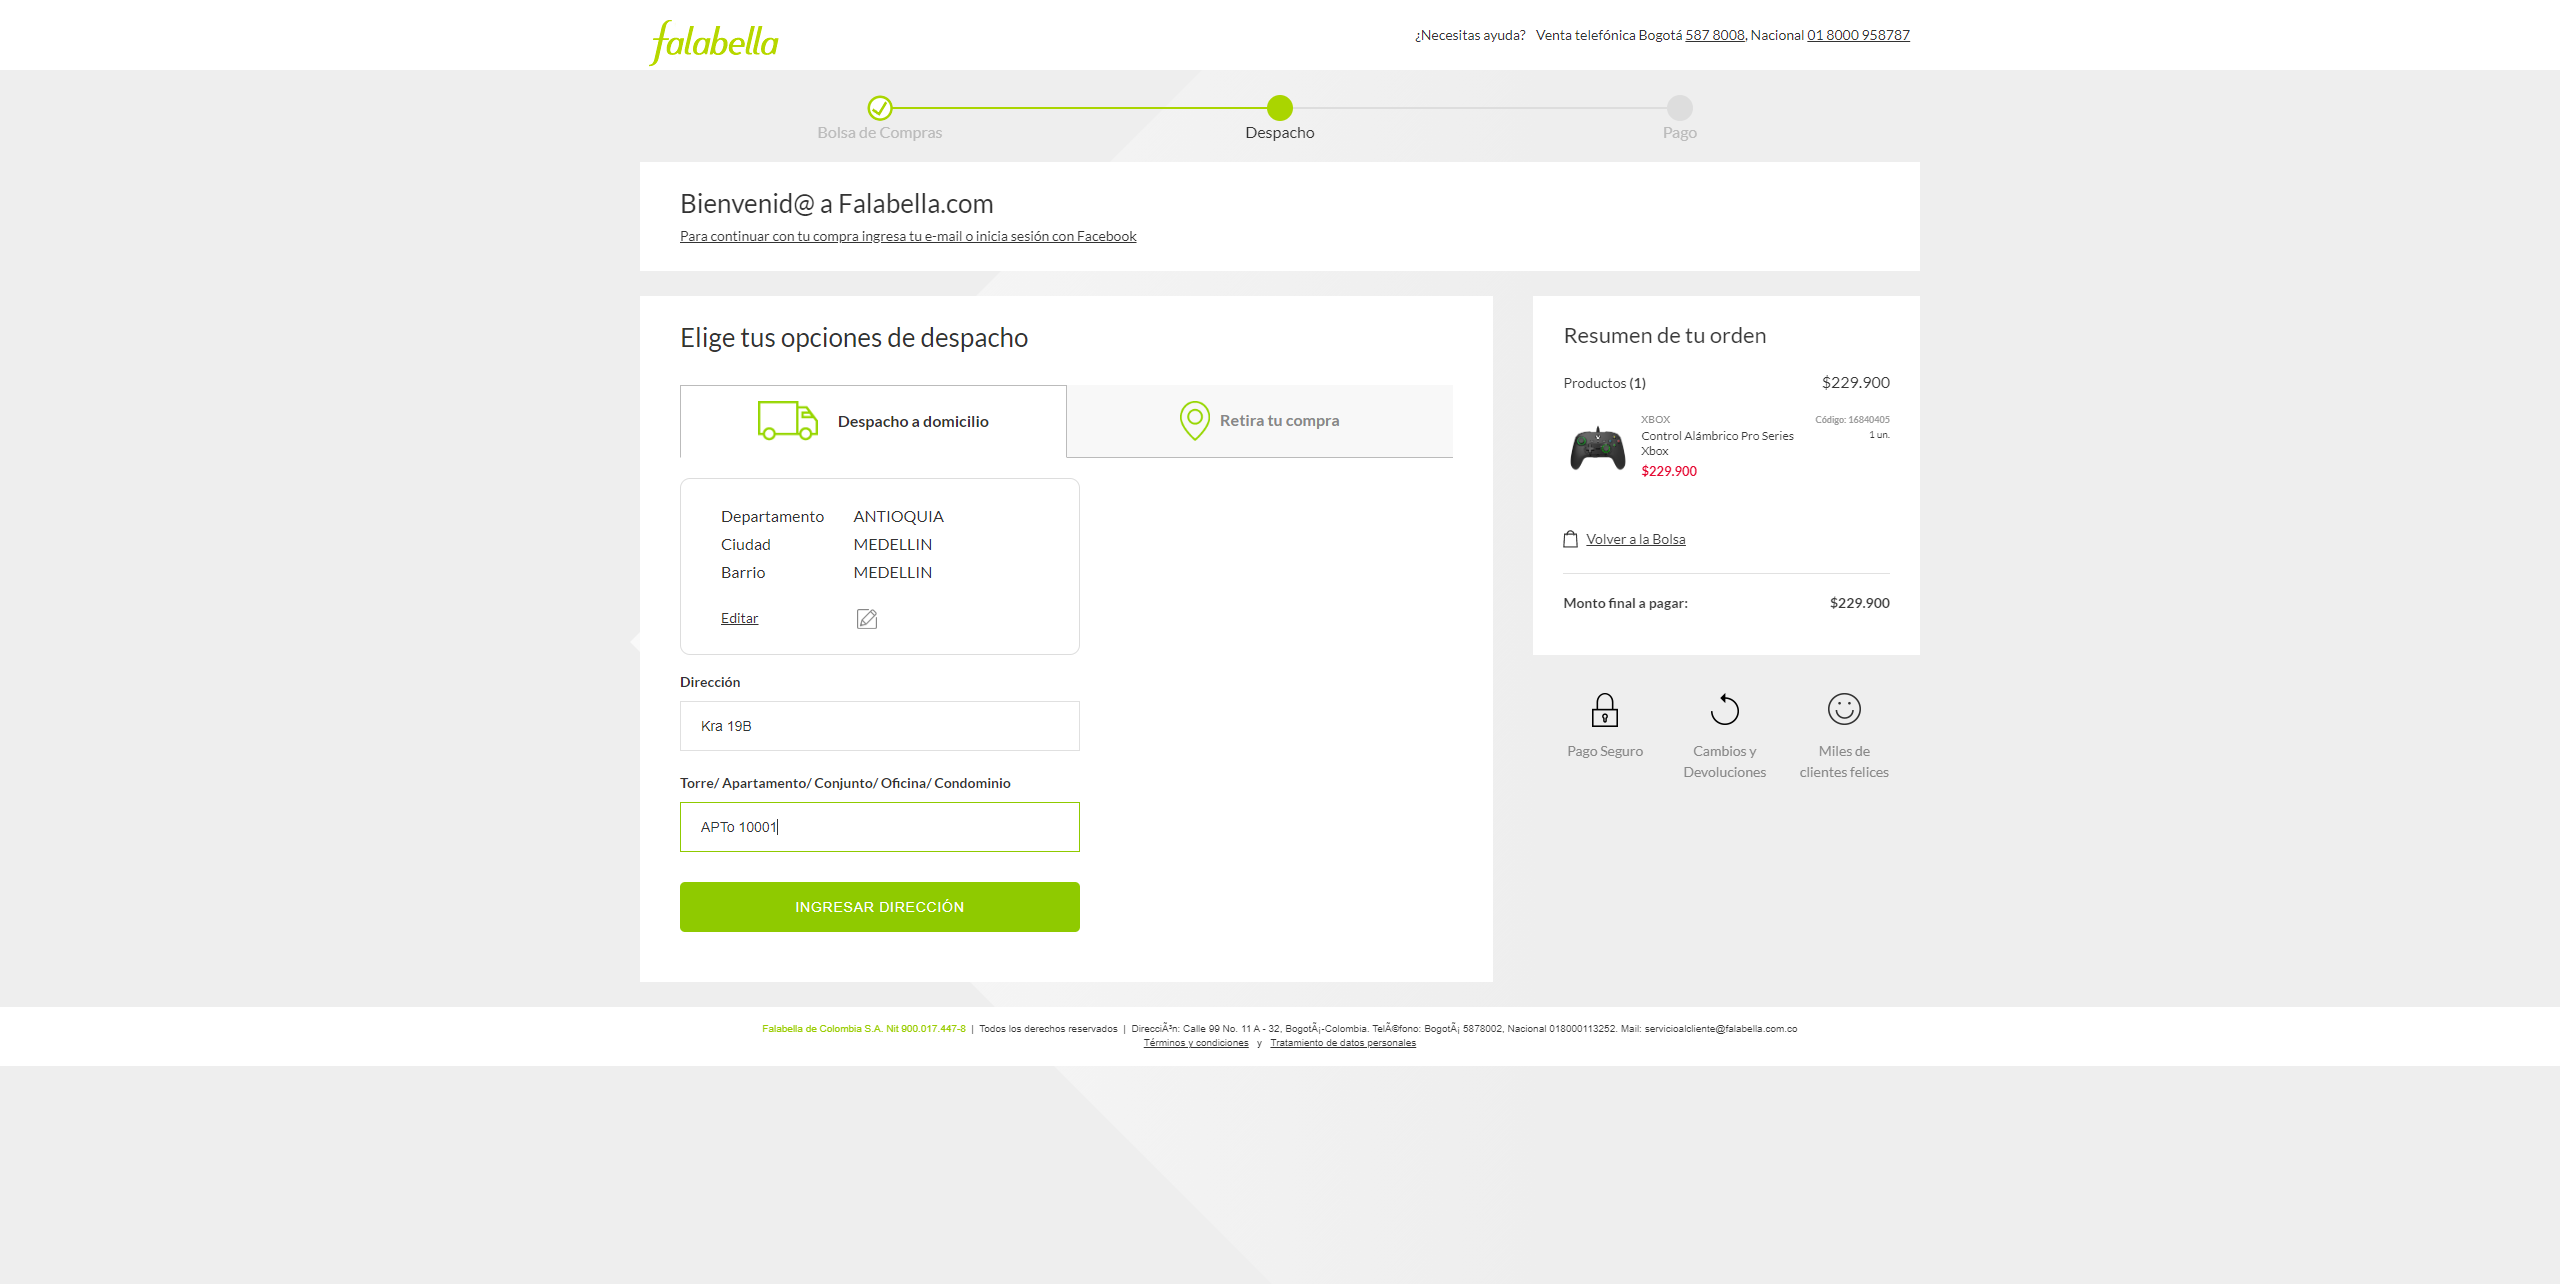 falabella
¿Necesitas ayuda? Venta telefónica Bogotá 587 8008, Nacional 01 8000 958787
Bolsa de Compras
Despacho
Pago
Bienvenid@ a Falabella.com
Para continuar con tu compra ingresa tu e-mail o inicia sesión con Facebook
Elige tus opciones de despacho
Despacho a domicilio
Retira tu compra
Departamento ANTIOQUIA
Ciudad MEDELLIN
Barrio MEDELLIN
Editar
Dirección
Kra 19B
Torre/ Apartamento/ Conjunto/ Oficina/ Condominio
APTo 10001
INGRESAR DIRECCIÓN
Resumen de tu orden
Productos (1) $229.900
XBOX Código: 16840405
Control Alámbrico Pro Series 1 un.
Xbox
$229.900
Volver a la Bolsa
Monto final a pagar: $229.900
Pago Seguro
Cambios y
Devoluciones
Miles de
clientes felices
Falabella de Colombia S.A. Nit 900.017.447-8 | Todos los derechos reservados | DirecciÃ³n: Calle 99 No. 11 A - 32, BogotÃ¡-Colombia. TelÃ©fono: BogotÃ¡ 5878002, Nacional 018000113252. Mail: servicioalcliente@falabella.com.co
Términos y condiciones y Tratamiento de datos personales